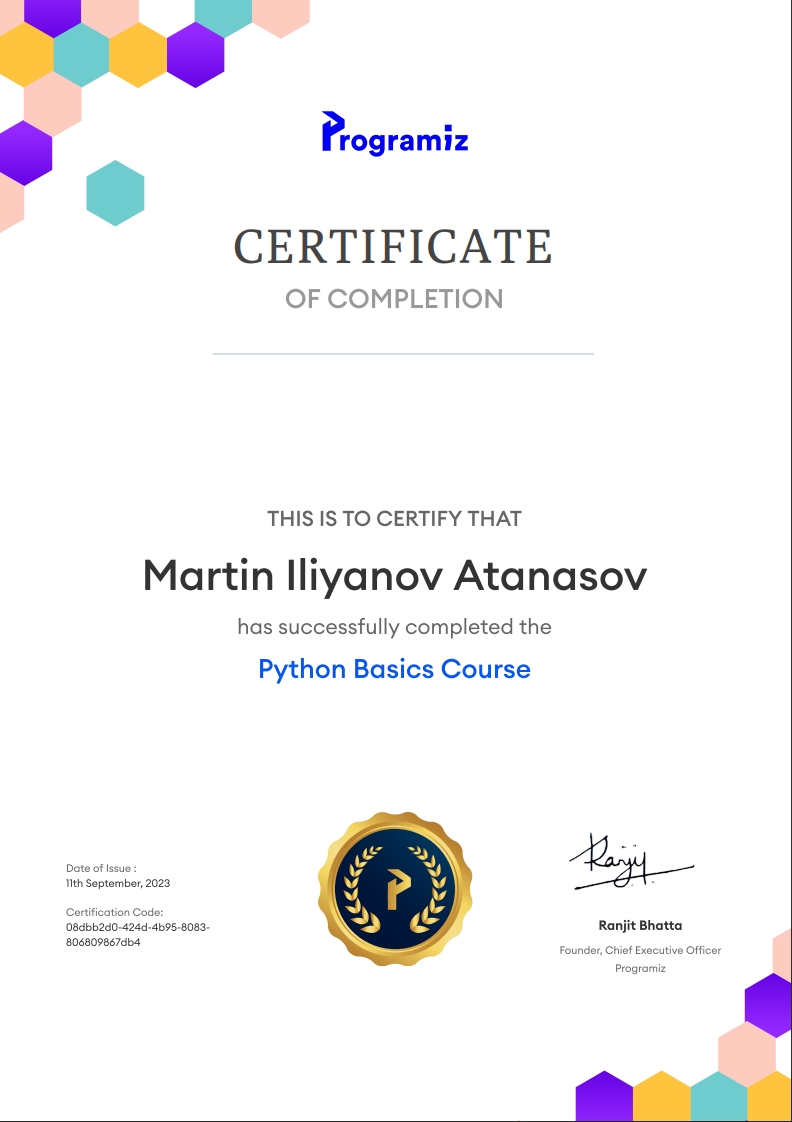 Programiz
CERTIFICATE
OF COMPLETION
THIS IS TO CERTIFY THAT
Martin Iliyanov Atanasov
has successfully completed the
Python Basics Course
Date of Issue :
11th September, 2023
Certification Code:
08dbb2d0-424d-4b95-8083-
806809867db4
Ranjit
Ranjit Bhatta
Founder, Chief Executive Officer
Programiz